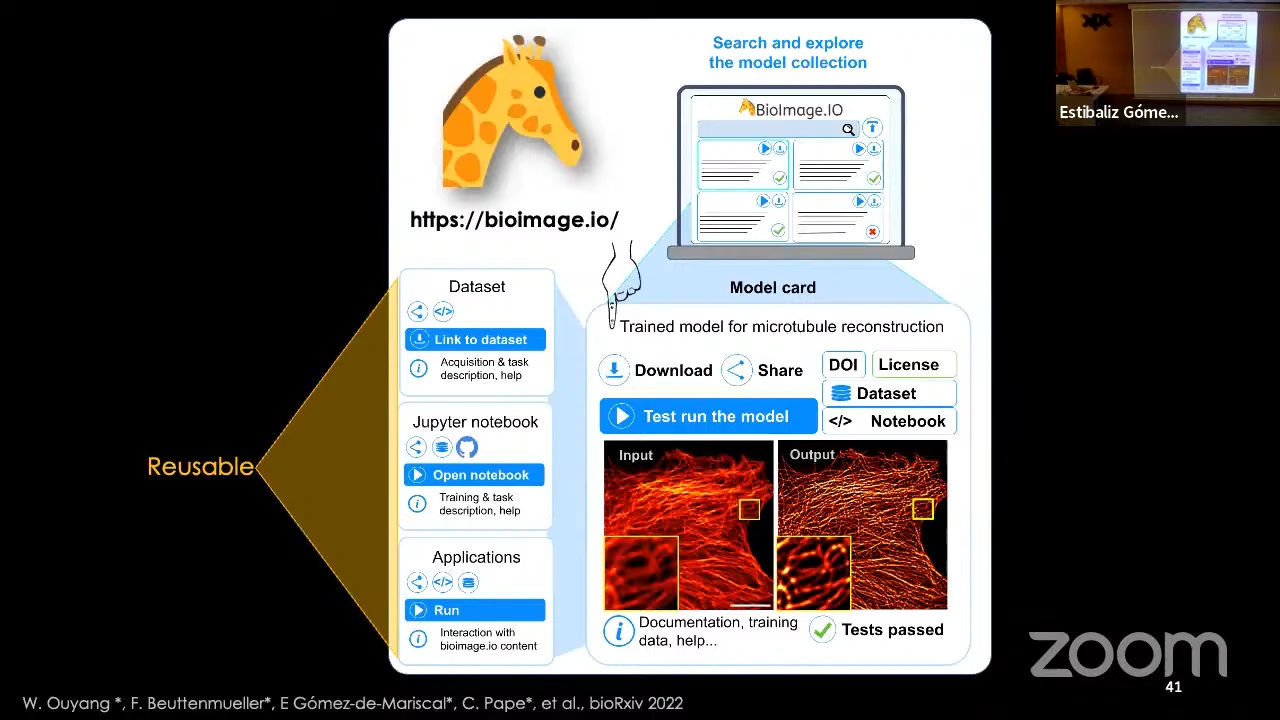 Search and explore
the model collection
BioImage.IO
Estibaliz Góme...
https://bioimage.io/
Model card
Dataset
Link to dataset
Acquisition & task
description, help
Jupyter notebook
Open notebook
Training & task
description, help
Applications
Run
Interaction with
bioimage.io content
Reusable
Trained model for microtubule reconstruction
Download
Share
DOI
License
Dataset
</> Notebook
Test run the model
Input
Output
Documentation, training
data, help...
Tests passed
zoom
41
W. Ouyang *, F. Beuttenmueller*, E Gómez-de-Mariscal*, C. Pape*, et al., bioRxiv 2022